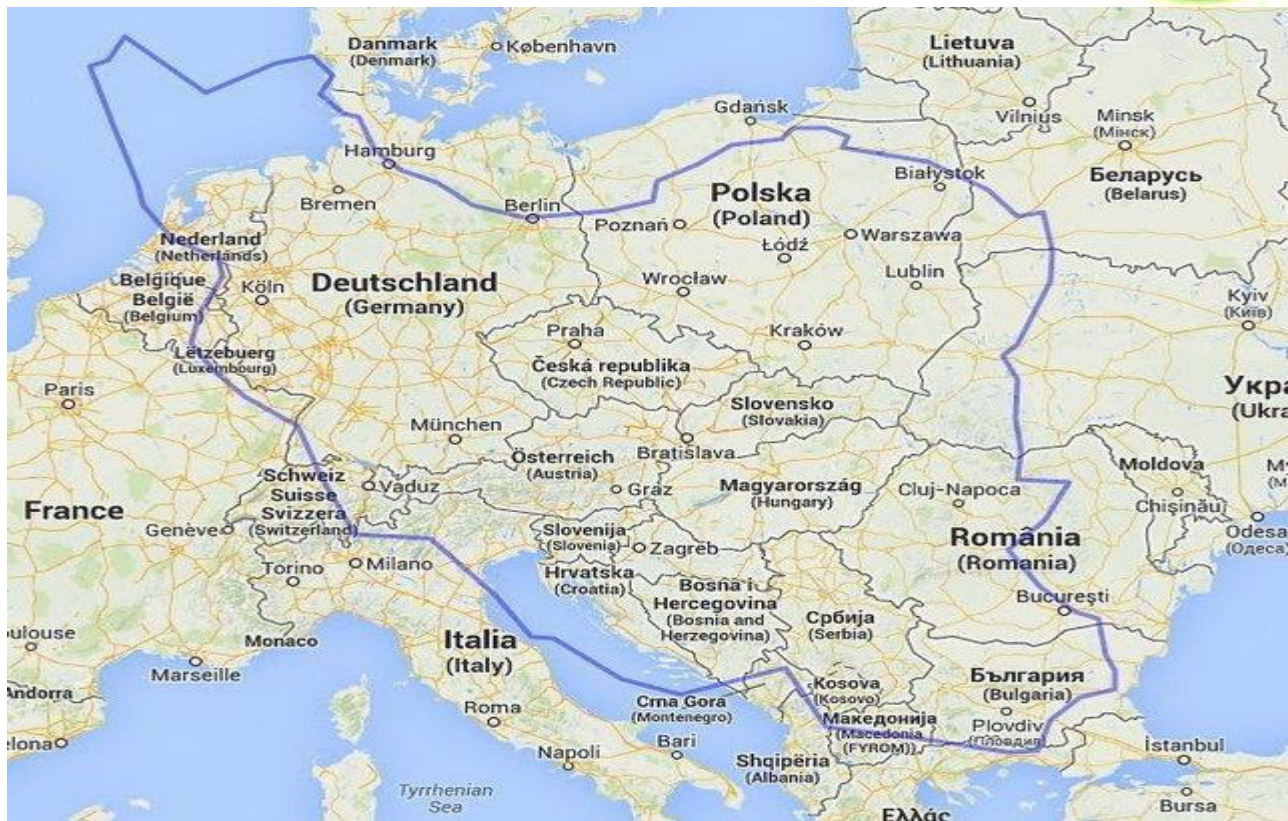 Danmark
(Denmark)
København
Lietuva
(Lithuania)
Vilnius
Minsk
(Мінск)
Беларусь
(Belarus)
Gdańsk
Hamburg
Bremen
Berlin
Białystok
Polska
(Poland)
Poznań
Warszawa
Łódź
Wrocław
Lublin
Kraków
Nederland
(Netherlands)
Belgique
België
(Belgium)
Köln
Deutschland
(Germany)
Lëtzebuerg
(Luxembourg)
Praha
Česká republika
(Czech Republic)
Kyiv
(Київ)
Укра
(Ukra
Paris
München
Slovensko
(Slovakia)
Bratislava
Österreich
(Austria)
Graz
Magyarország
(Hungary)
Moldova
Chișinău
Odesa
(Одеса)
Schweiz
Suisse
Svizzera
(Switzerland)
Vaduz
Genève
France
Cluj-Napoca
România
(Romania)
București
Slovenija
(Slovenia)
Zagreb
Hrvatska
(Croatia)
Bosna i
Hercegovina
(Bosnia and
Herzegovina)
Србија
(Serbia)
Torino
Milano
Monaco
oulouse
Marseille
Andorra
elona
Italia
(Italy)
Roma
Napoli
Bari
Crna Gora
(Montenegro)
Kosova
(Kosovo)
Македонија
(Macedonia
(FYROM))
България
(Bulgaria)
Plovdiv
(Пловдив)
Shqipëria
(Albania)
İstanbul
Bursa
Tyrrhenian
Sea
Ελλάς